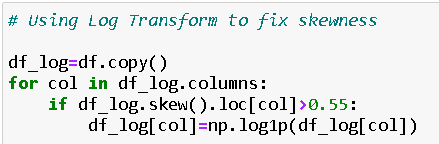 # Using Log Transform to fix skewness
df_log=df.copy()
for col in df_log.columns:
    if df_log.skew().loc[col]>0.55:
        df_log[col]=np.log1p(df_log[col])